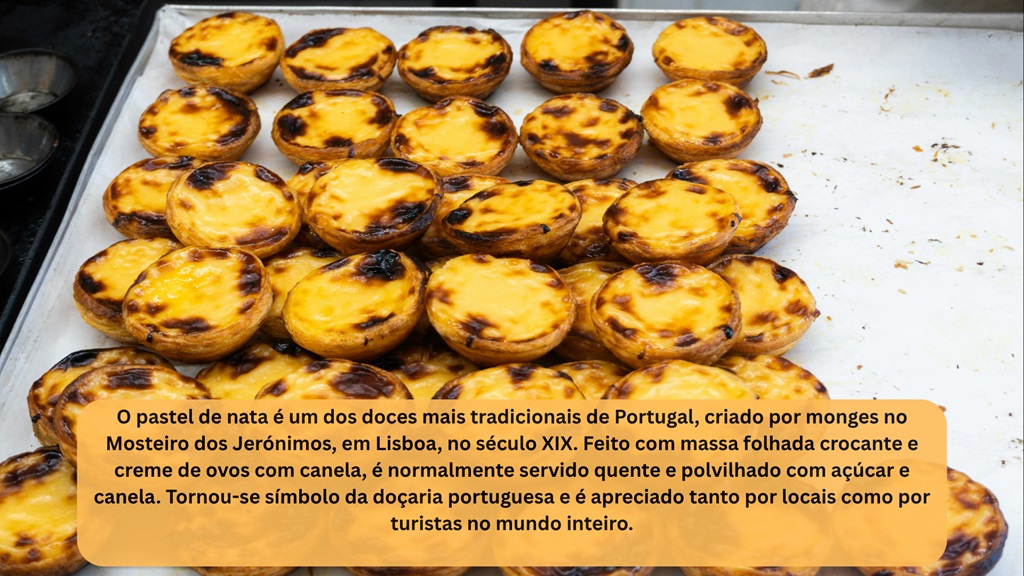 O pastel de nata é um dos doces mais tradicionais de Portugal, criado por monges no
Mosteiro dos Jerónimos, em Lisboa, no século XIX. Feito com massa folhada crocante e
creme de ovos com canela, é normalmente servido quente e polvilhado com açúcar e
canela. Tornou-se símbolo da doçaria portuguesa e é apreciado tanto por locais como por
turistas no mundo inteiro.